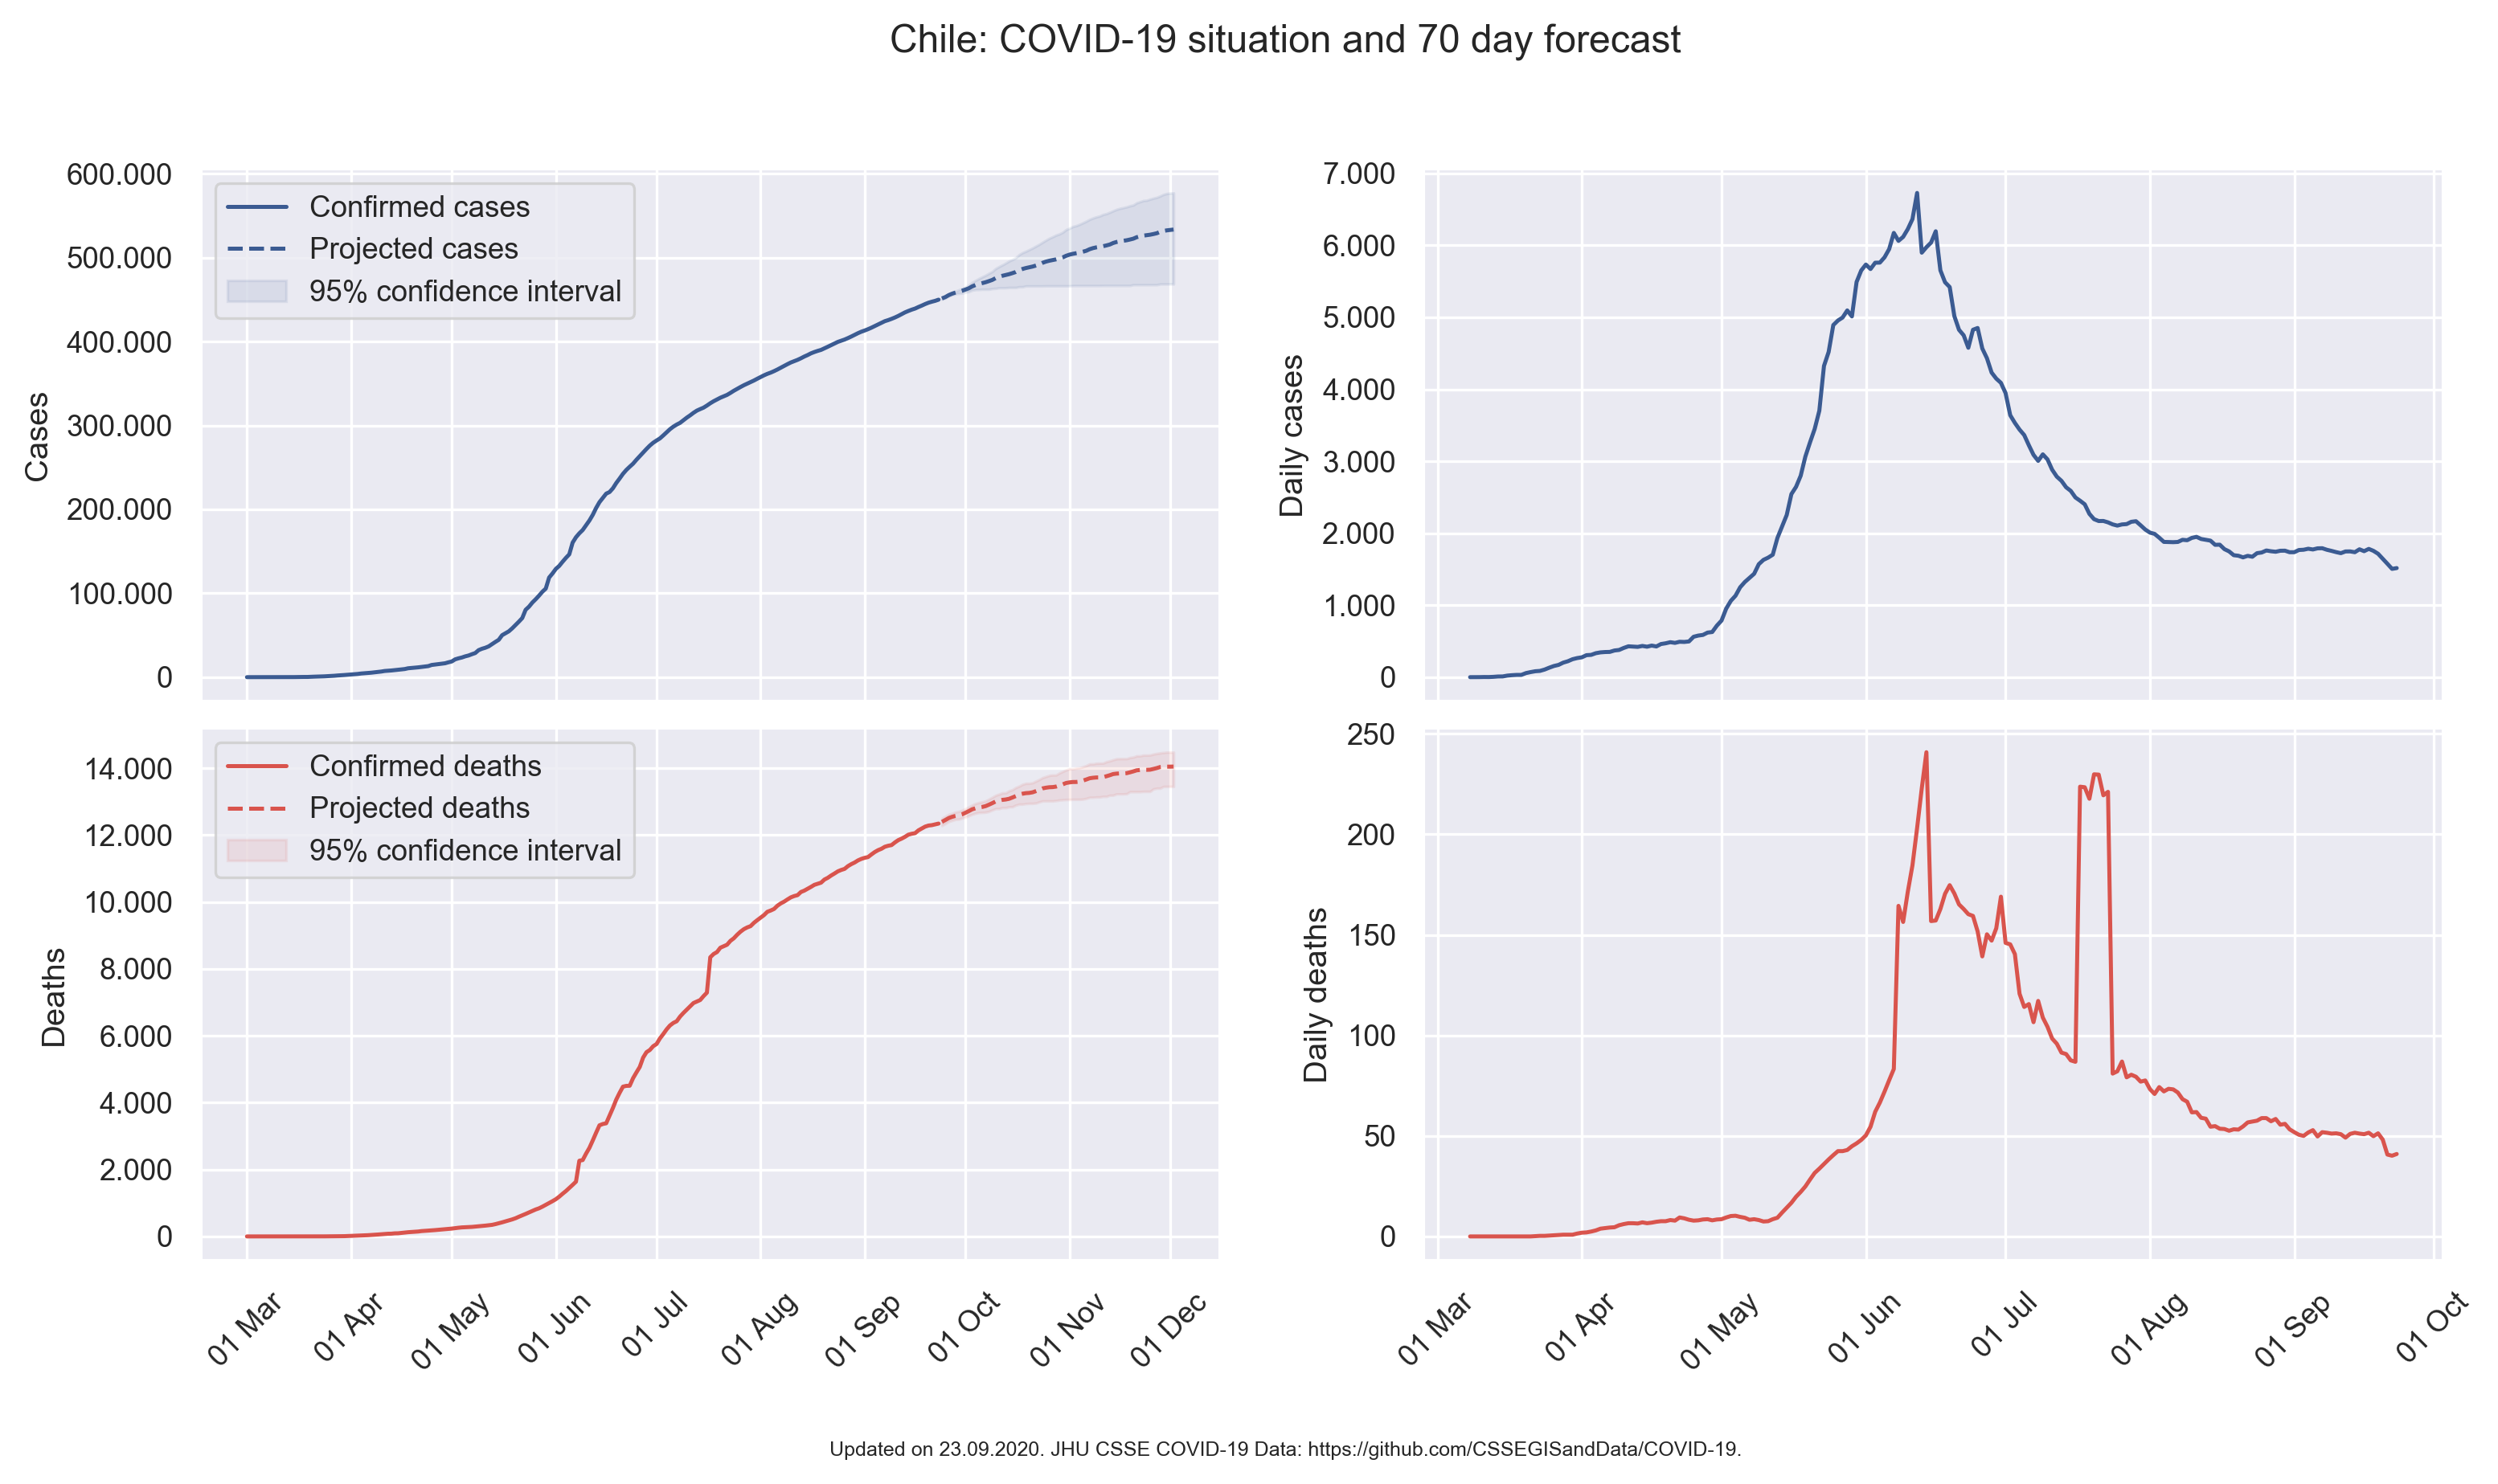 Chile: COVID-19 situation and 70 day forecast
600.000
500.000
400.000
300.000
200.000
100.000
0
Cases
Confirmed cases
Projected cases
95% confidence interval
7.000
6.000
5.000
4.000
3.000
2.000
1.000
0
Daily cases
14.000
12.000
10.000
8.000
6.000
4.000
2.000
0
Deaths
Confirmed deaths
Projected deaths
95% confidence interval
01 Mar
01 Apr
01 May
01 Jun
01 Jul
01 Aug
01 Sep
01 Oct
01 Nov
01 Dec
250
200
150
100
50
0
Daily deaths
01 Mar
01 Apr
01 May
01 Jun
01 Jul
01 Aug
01 Sep
01 Oct
Updated on 23.09.2020. JHU CSSE COVID-19 Data: https://github.com/CSSEGISandData/COVID-19.